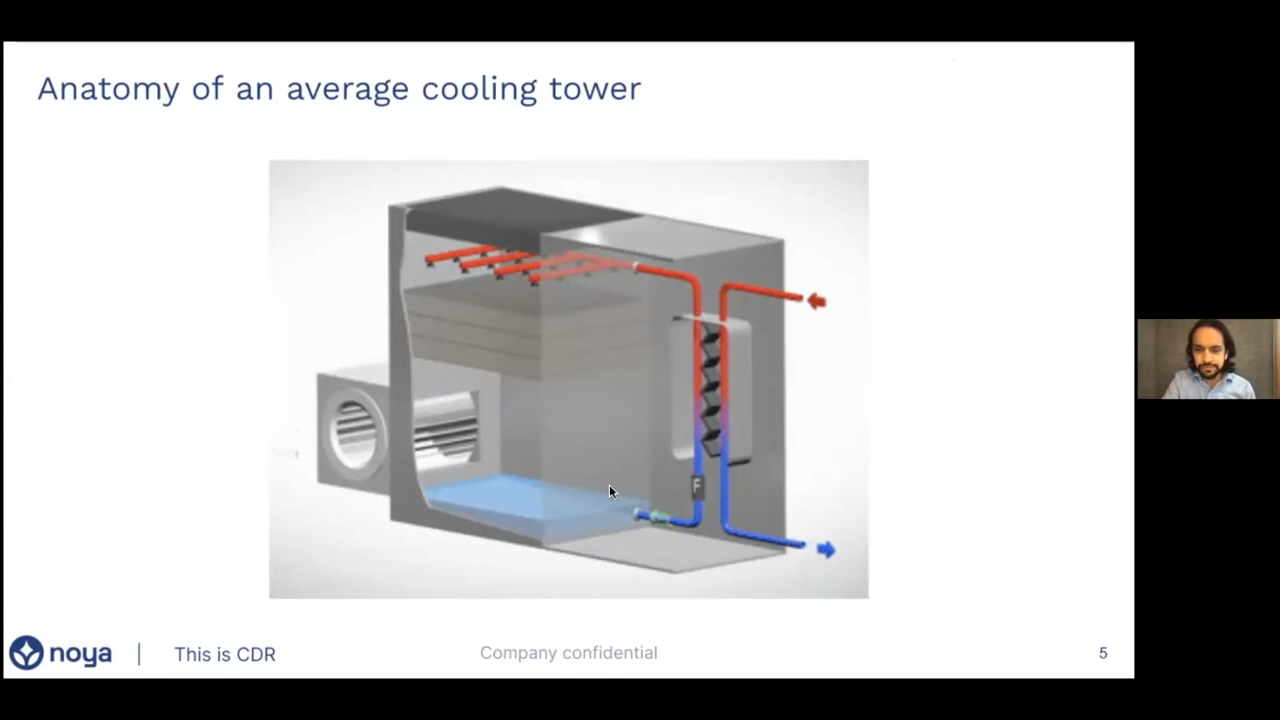 Anatomy of an average cooling tower
F
noya
This is CDR
Company confidential
5